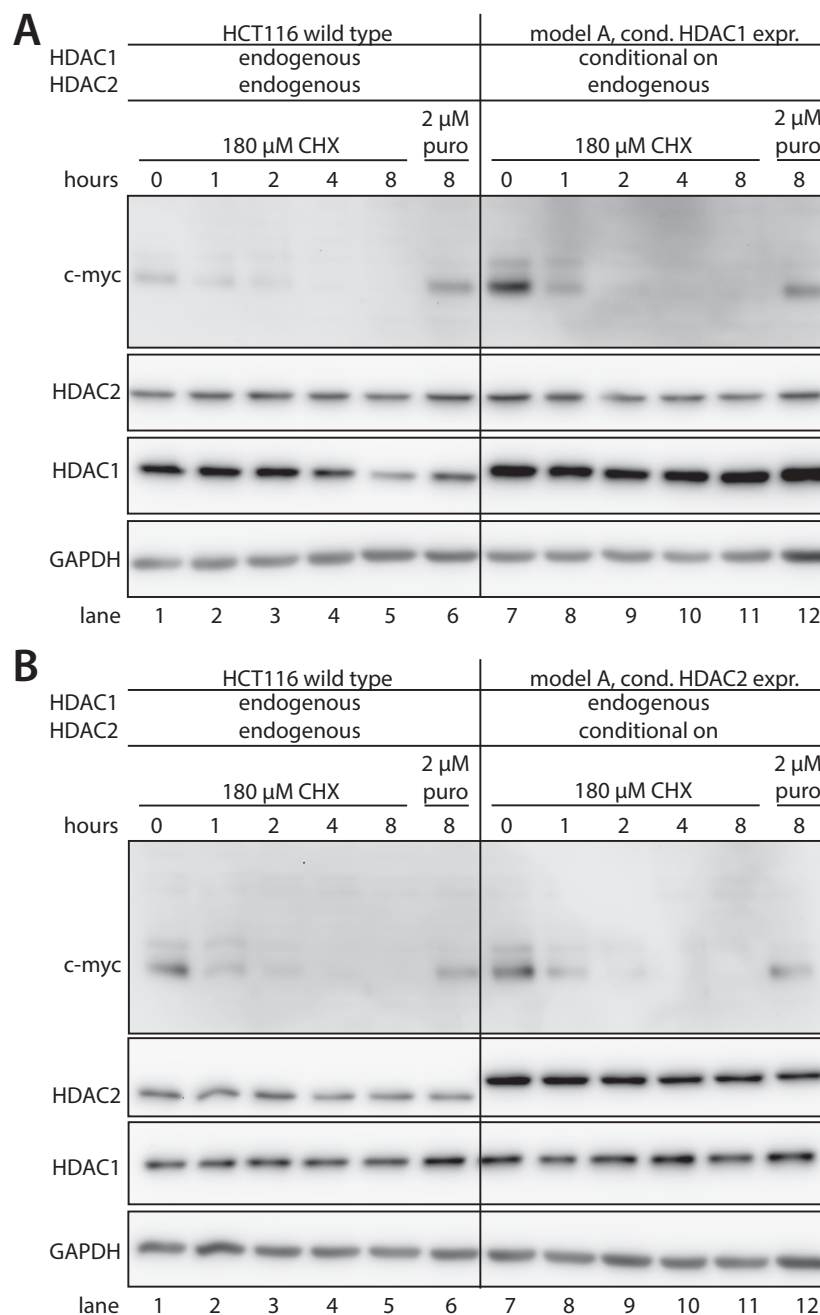 A
HCT116 wild type model A, cond. HDAC1 expr.
HDAC1 endogenous conditional on
HDAC2 endogenous endogenous
2 µM 2 µM
180 µM CHX puro 180 µM CHX puro
hours 0 1 2 4 8 8 0 1 2 4 8 8
c-myc
HDAC2
HDAC1
GAPDH
lane 1 2 3 4 5 6 7 8 9 10 11 12
B
HCT116 wild type model A, cond. HDAC2 expr.
HDAC1 endogenous endogenous
HDAC2 endogenous conditional on
2 µM 2 µM
180 µM CHX puro 180 µM CHX puro
hours 0 1 2 4 8 8 0 1 2 4 8 8
c-myc
HDAC2
HDAC1
GAPDH
lane 1 2 3 4 5 6 7 8 9 10 11 12